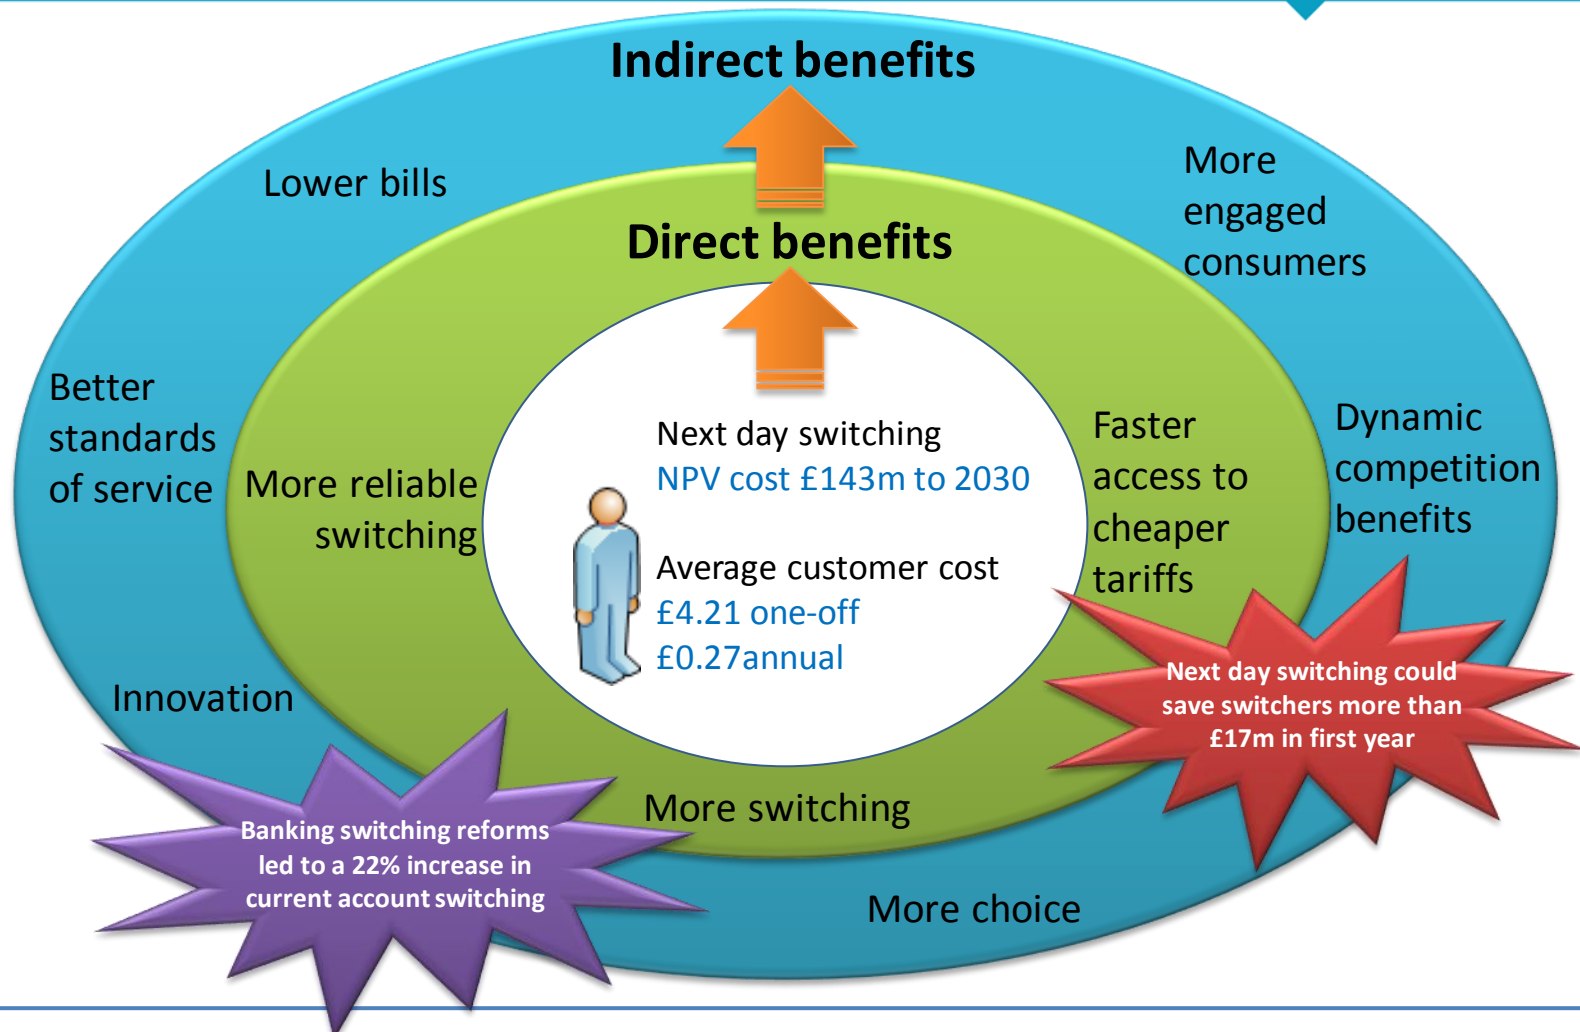 Indirect benefits
Lower bills
More
engaged
consumers
Direct benefits
Better
standards
of service
More reliable
switching
Next day switching
NPV cost £143m to 2030
Average customer cost
£4.21 one-off
£0.27annual
Faster
access to
cheaper
tariffs
Dynamic
competition
benefits
Innovation
Next day switching could
save switchers more than
£17m in first year
More switching
Banking switching reforms
led to a 22% increase in
current account switching
More choice